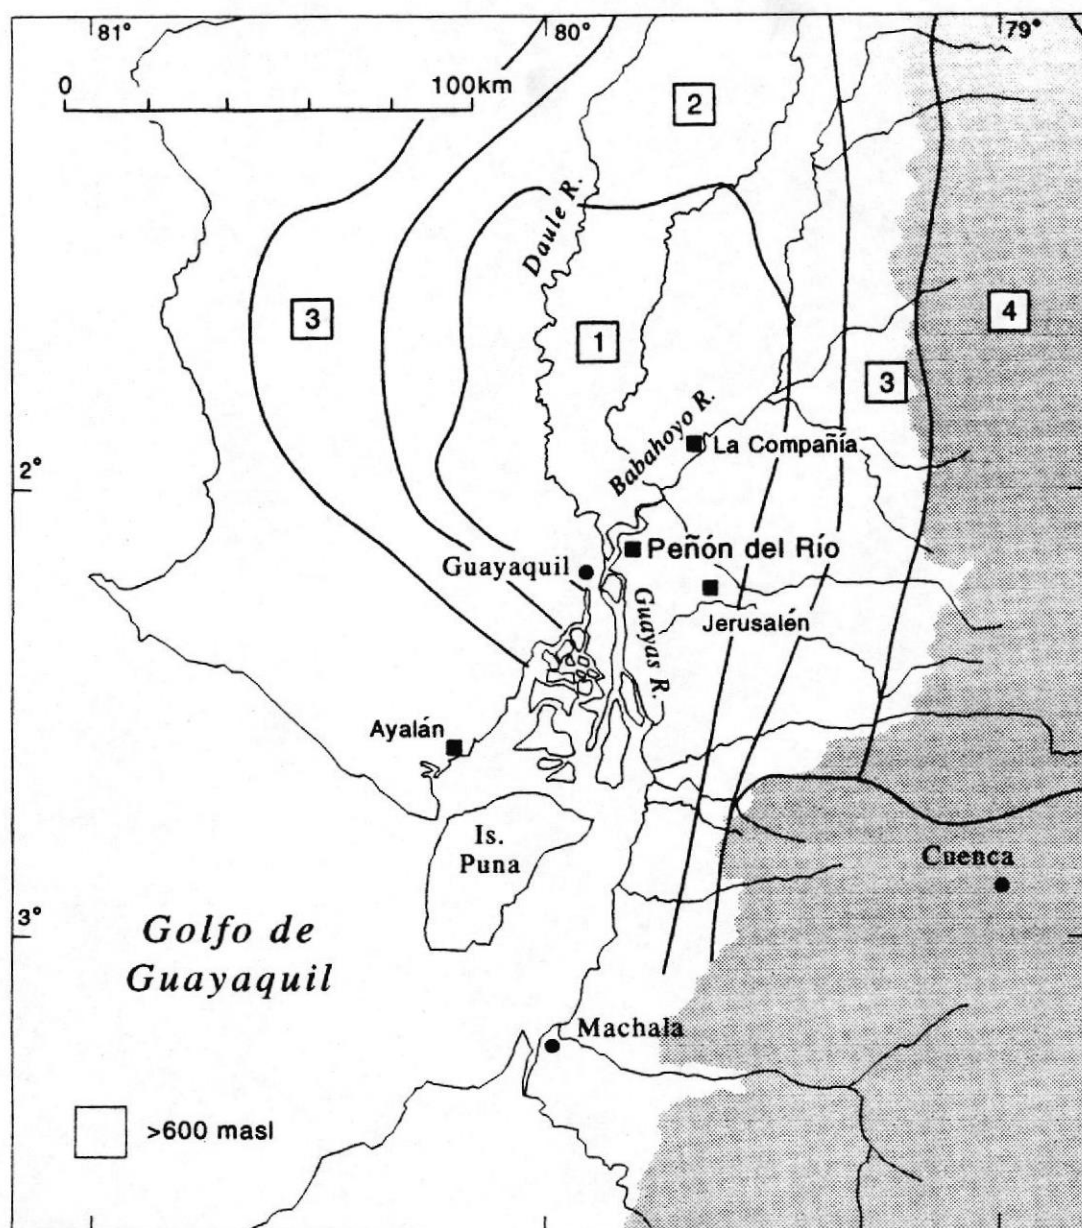 81°
80°
79°
0
100km
2
Daule R.
3
1
4
3
Babahoyo R.
La Compañía
2°
Peñón del Río
Guayaquil
Guayas R.
Jerusalén
Ayalán
Is.
Puna
Cuenca
3°
Golfo de
Guayaquil
Machala
>600 masl